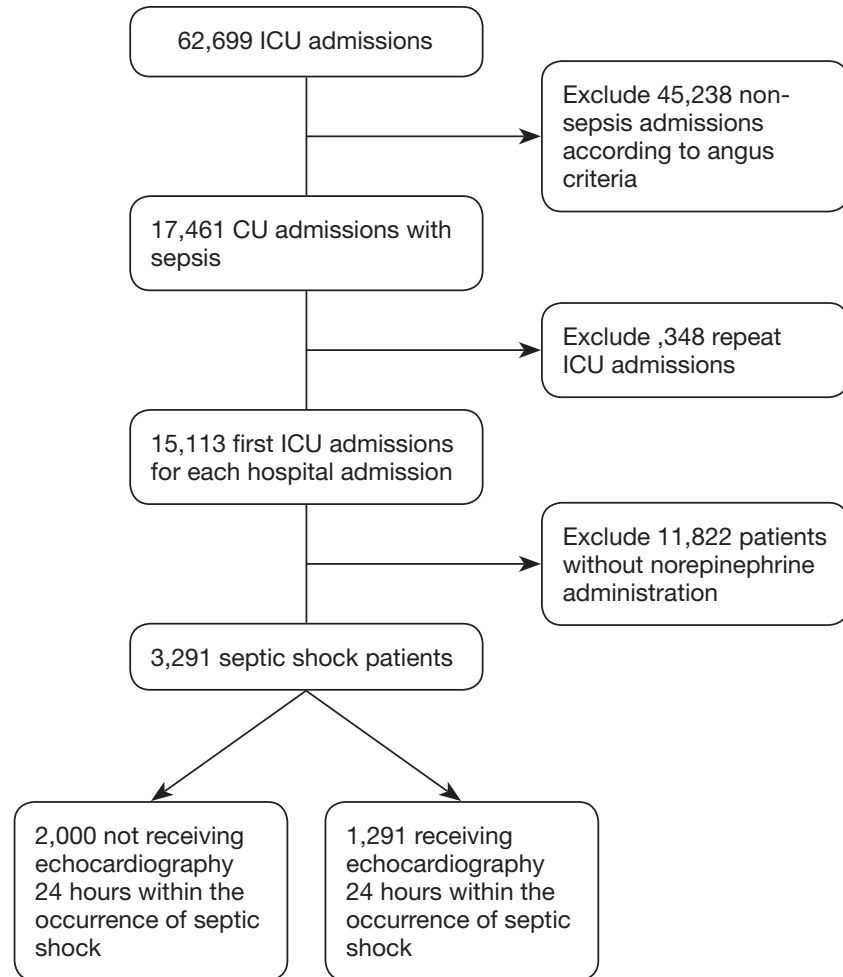 62,699 ICU admissions
Exclude 45,238 non-
sepsis admissions
according to angus
criteria
17,461 CU admissions with
sepsis
Exclude ,348 repeat
ICU admissions
15,113 first ICU admissions
for each hospital admission
Exclude 11,822 patients
without norepinephrine
administration
3,291 septic shock patients
2,000 not receiving
echocardiography
24 hours within the
occurrence of septic
shock
1,291 receiving
echocardiography
24 hours within the
occurrence of septic
shock